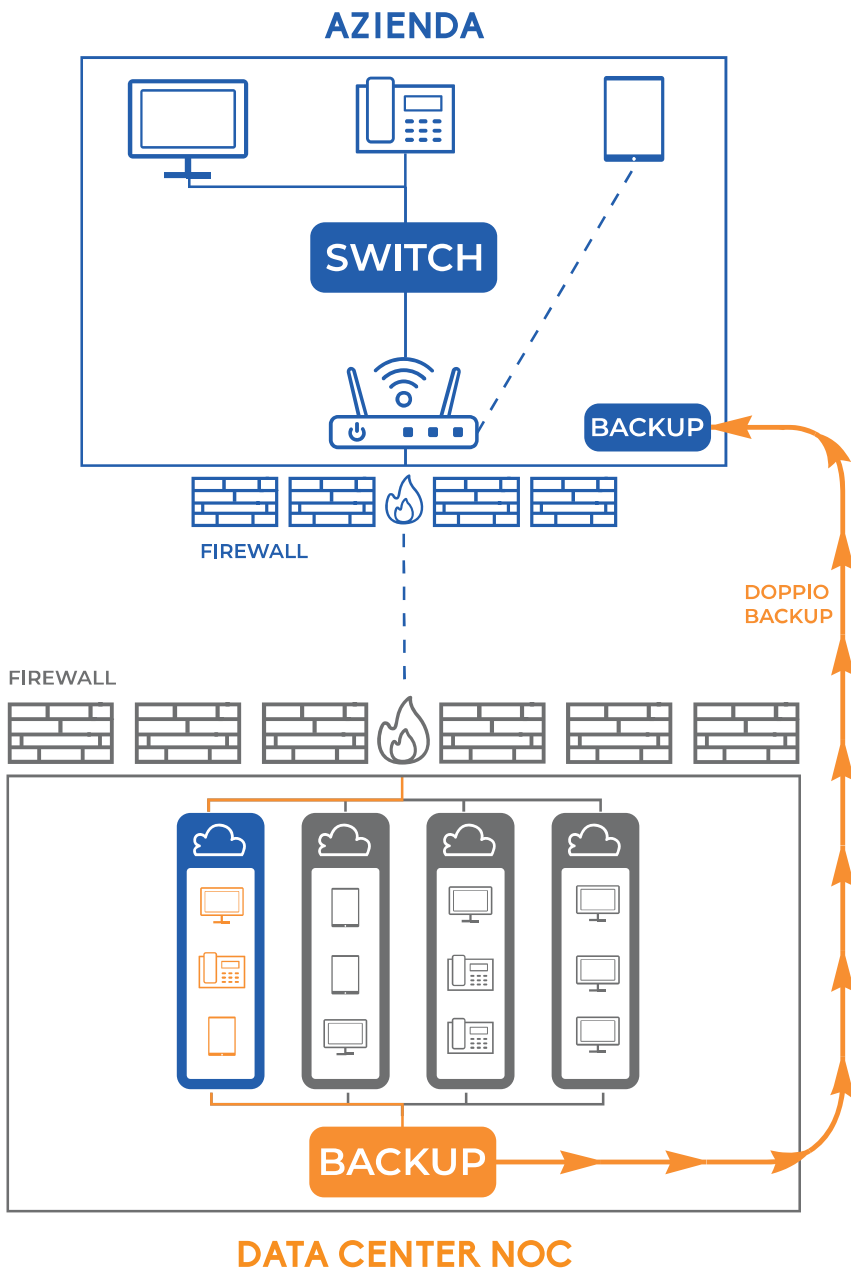 AZIENDA
SWITCH
BACKUP
FIREWALL
DOPPIO
BACKUP
FIREWALL
BACKUP
DATA CENTER NOC